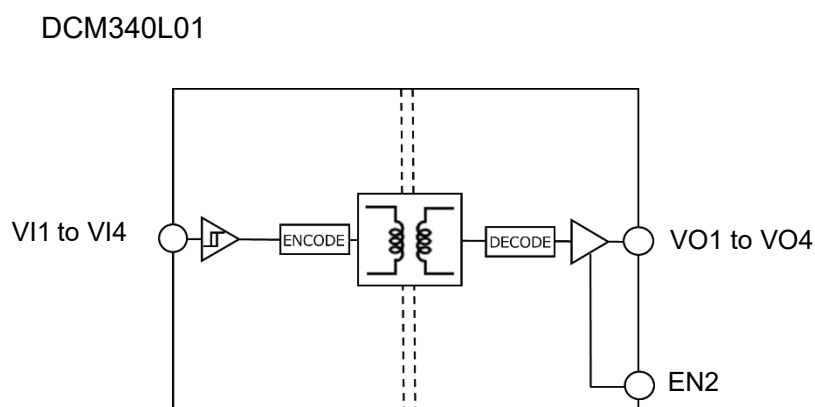 DCM340L01
VI1 to VI4
ENCODE
DECODE
VO1 to VO4
EN2